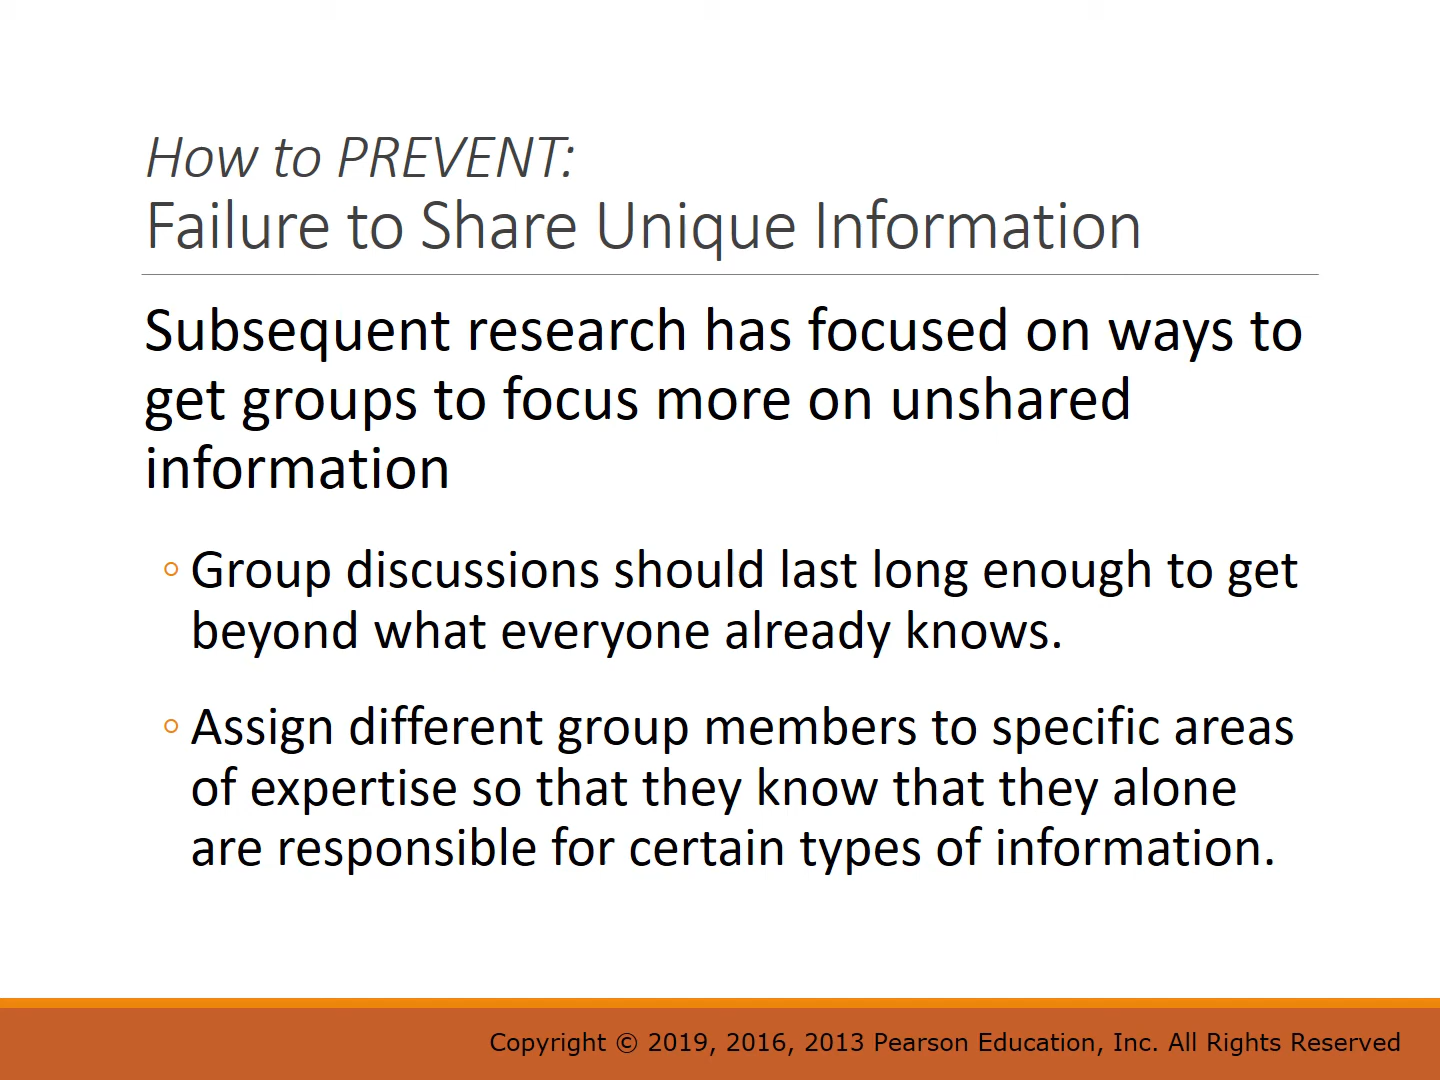 How to PREVENT:
Failure to Share Unique Information
Subsequent research has focused on ways to
get groups to focus more on unshared
information
◦ Group discussions should last long enough to get
beyond what everyone already knows.
◦ Assign different group members to specific areas
of expertise so that they know that they alone
are responsible for certain types of information.
Copyright © 2019, 2016, 2013 Pearson Education, Inc. All Rights Reserved